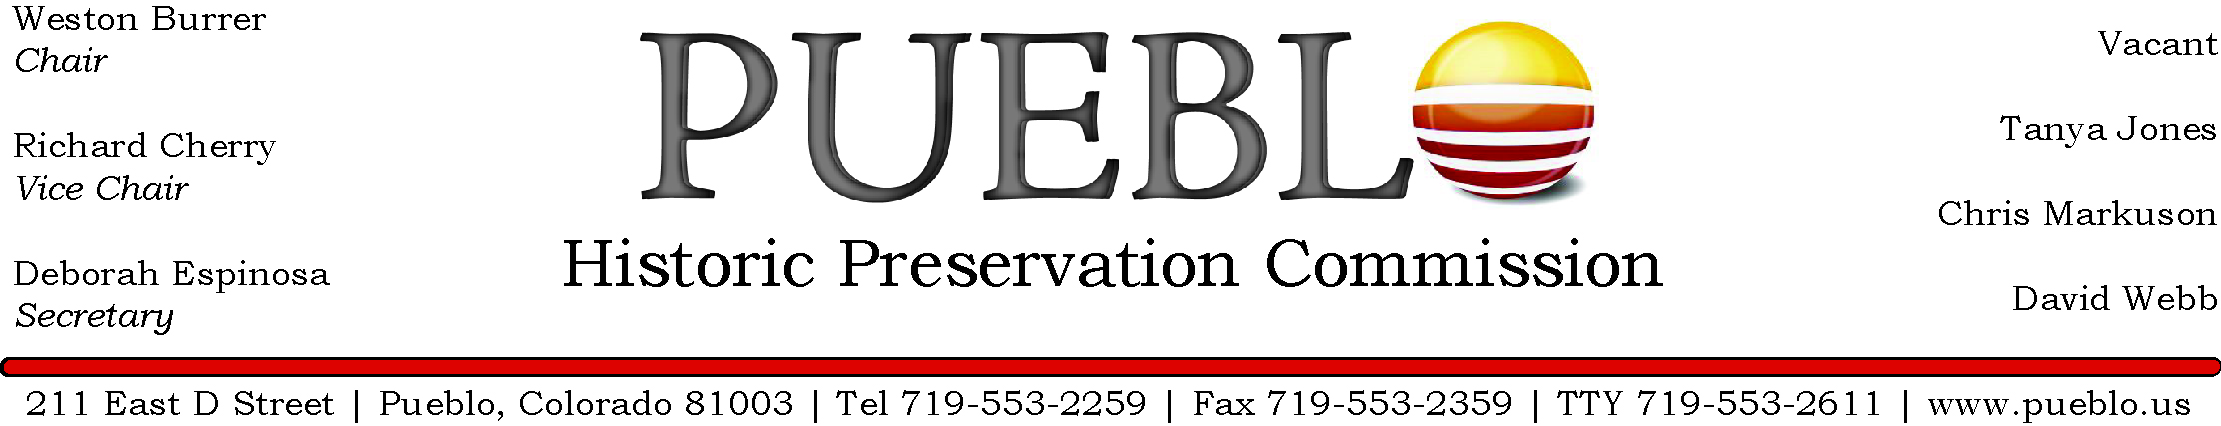 Weston Burrer
Chair
Richard Cherry
Vice Chair
Deborah Espinosa
Secretary
PUEBLO
Historic Preservation Commission
Vacant
Tanya Jones
Chris Markuson
David Webb
211 East D Street | Pueblo, Colorado 81003 | Tel 719-553-2259 | Fax 719-553-2359 | TTY 719-553-2611 | www.pueblo.us